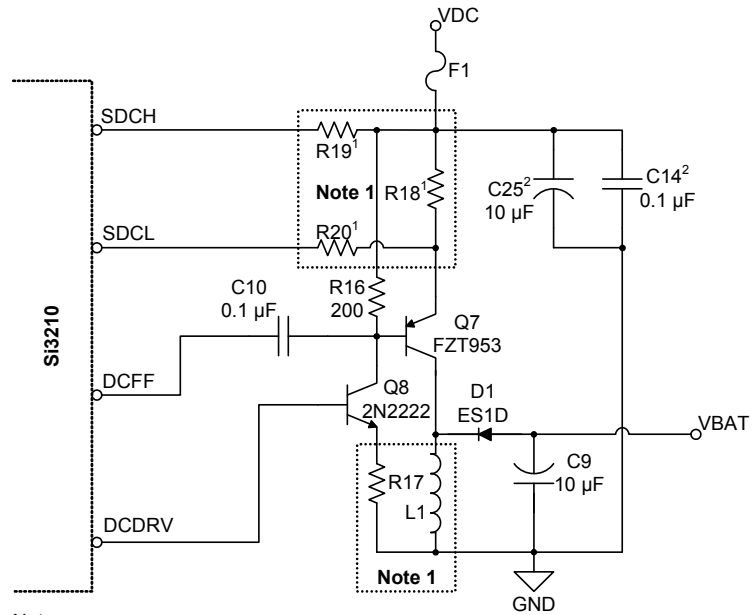 VDC
F1
SDCH
R19¹
Note 1
R18¹
C25²
10 µF
C14²
0.1 µF
SDCL
R20¹
Si3210
C10
0.1 µF
R16
200
Q7
FZT953
DCFF
Q8
2N2222
D1
ES1D
VBAT
R17
L1
C9
10 µF
DCDRV
Note 1
GND